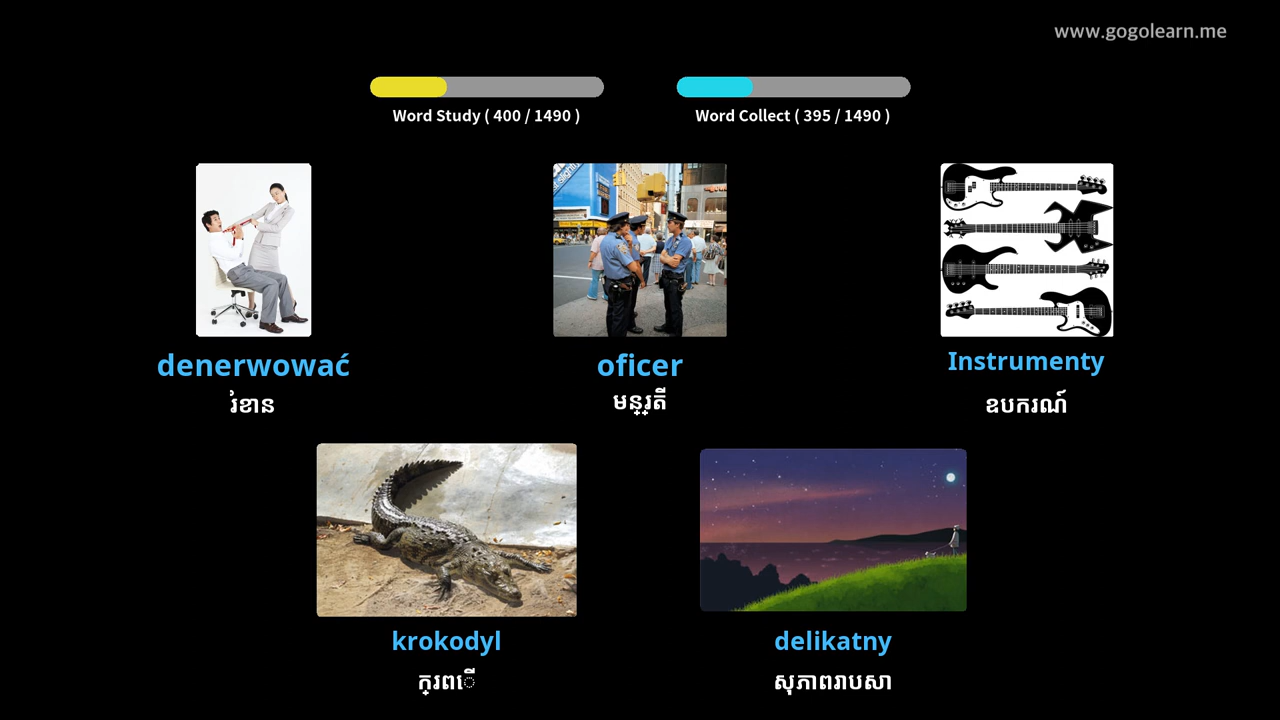 www.gogolearn.me
Word Study ( 400 / 1490 )
Word Collect ( 395 / 1490 )
denerwować
រំខាន
oficer
មន្រ្តី
Instrumenty
ឧបករណ៍
krokodyl
ក្រពើ
delikatny
សុភាពរាបសា